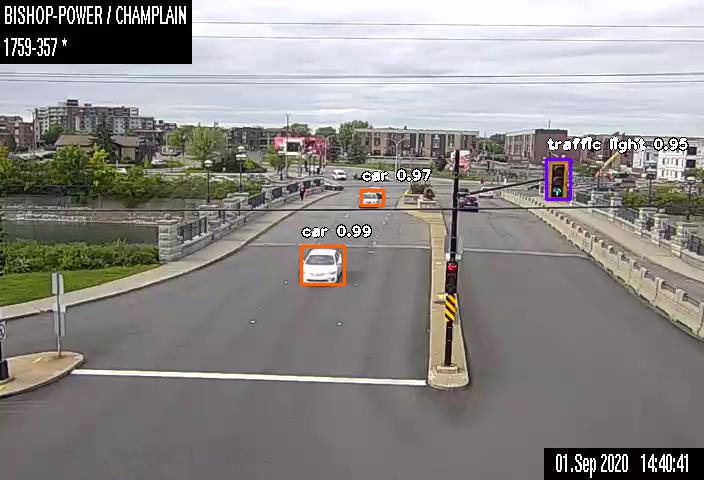 BISHOP-POWER / CHAMPLAIN
1759-357 *
traffic light 0.95
car 0.97
car 0.99
01.Sep 2020 14:40:41